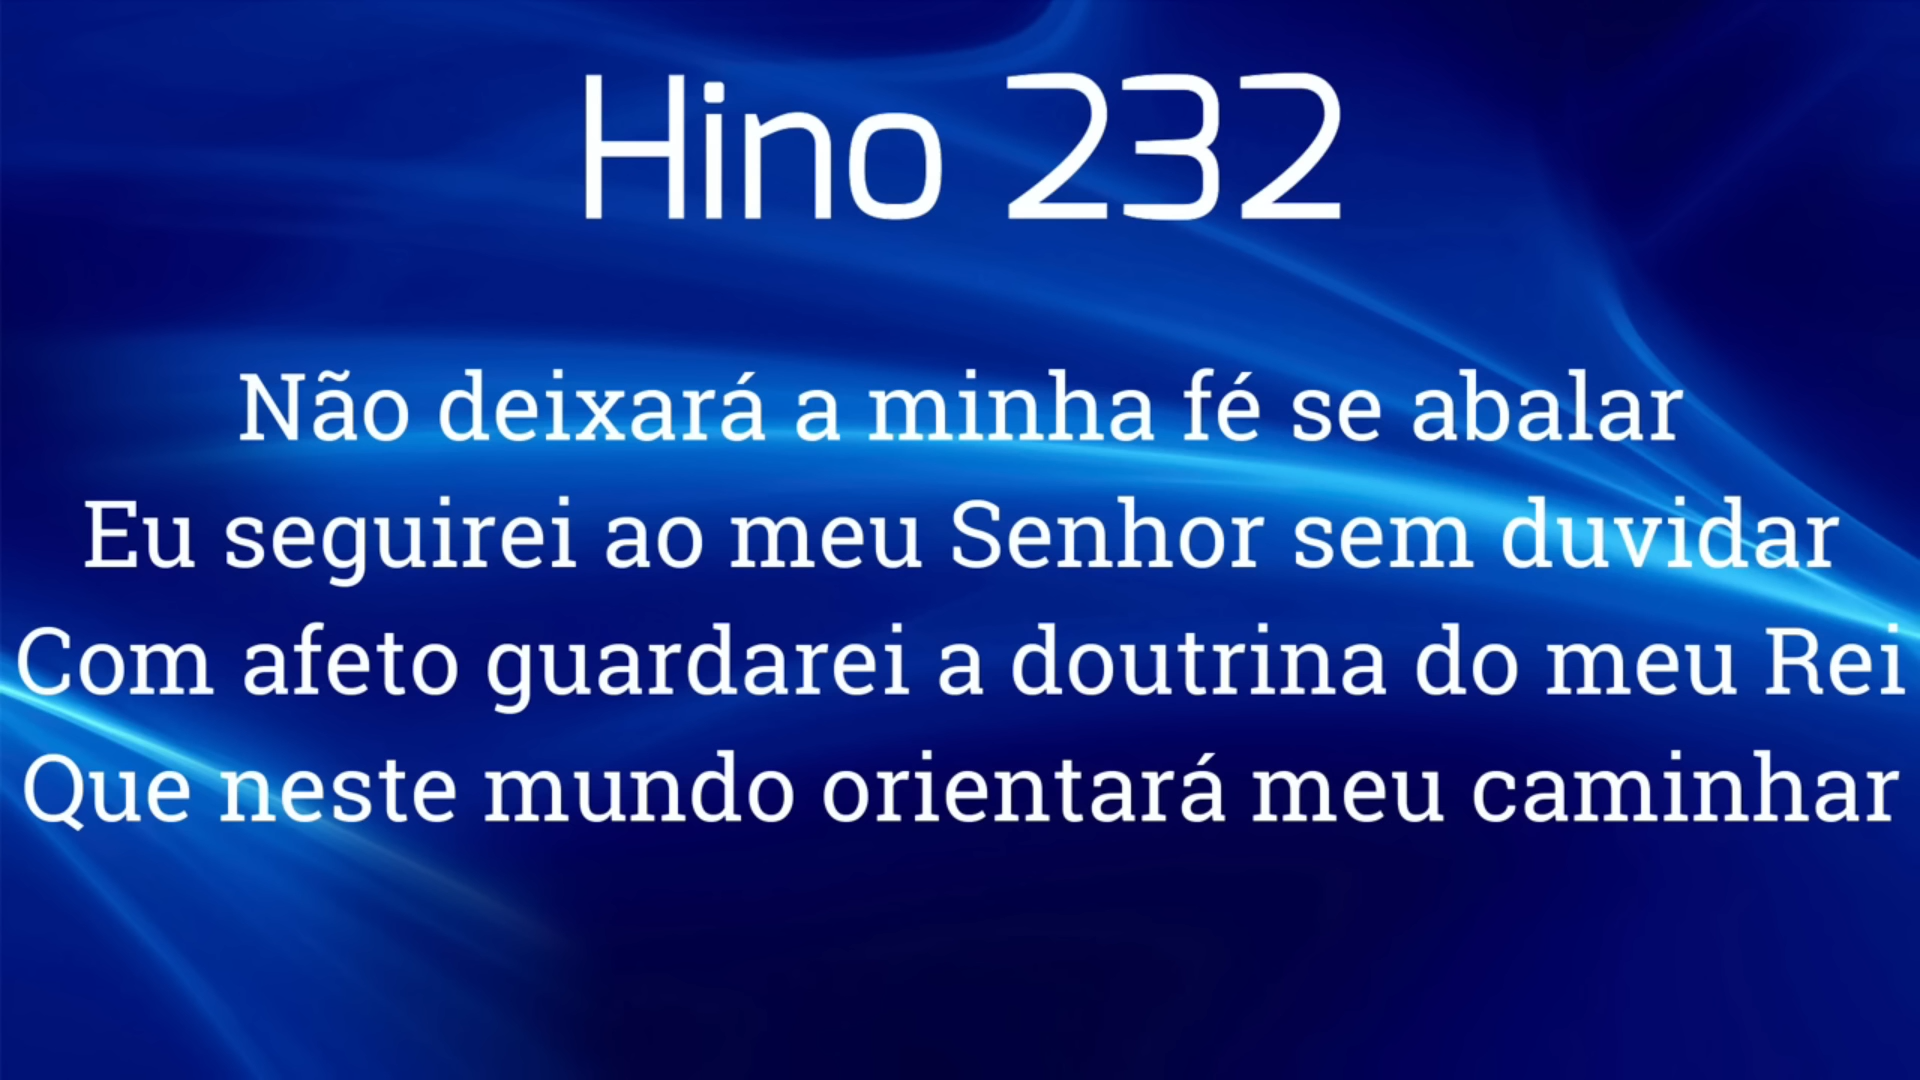 Hino 232
Não deixará a minha fé se abalar
Eu seguirei ao meu Senhor sem duvidar
Com afeto guardarei a doutrina do meu Rei
Que neste mundo orientará meu caminhar